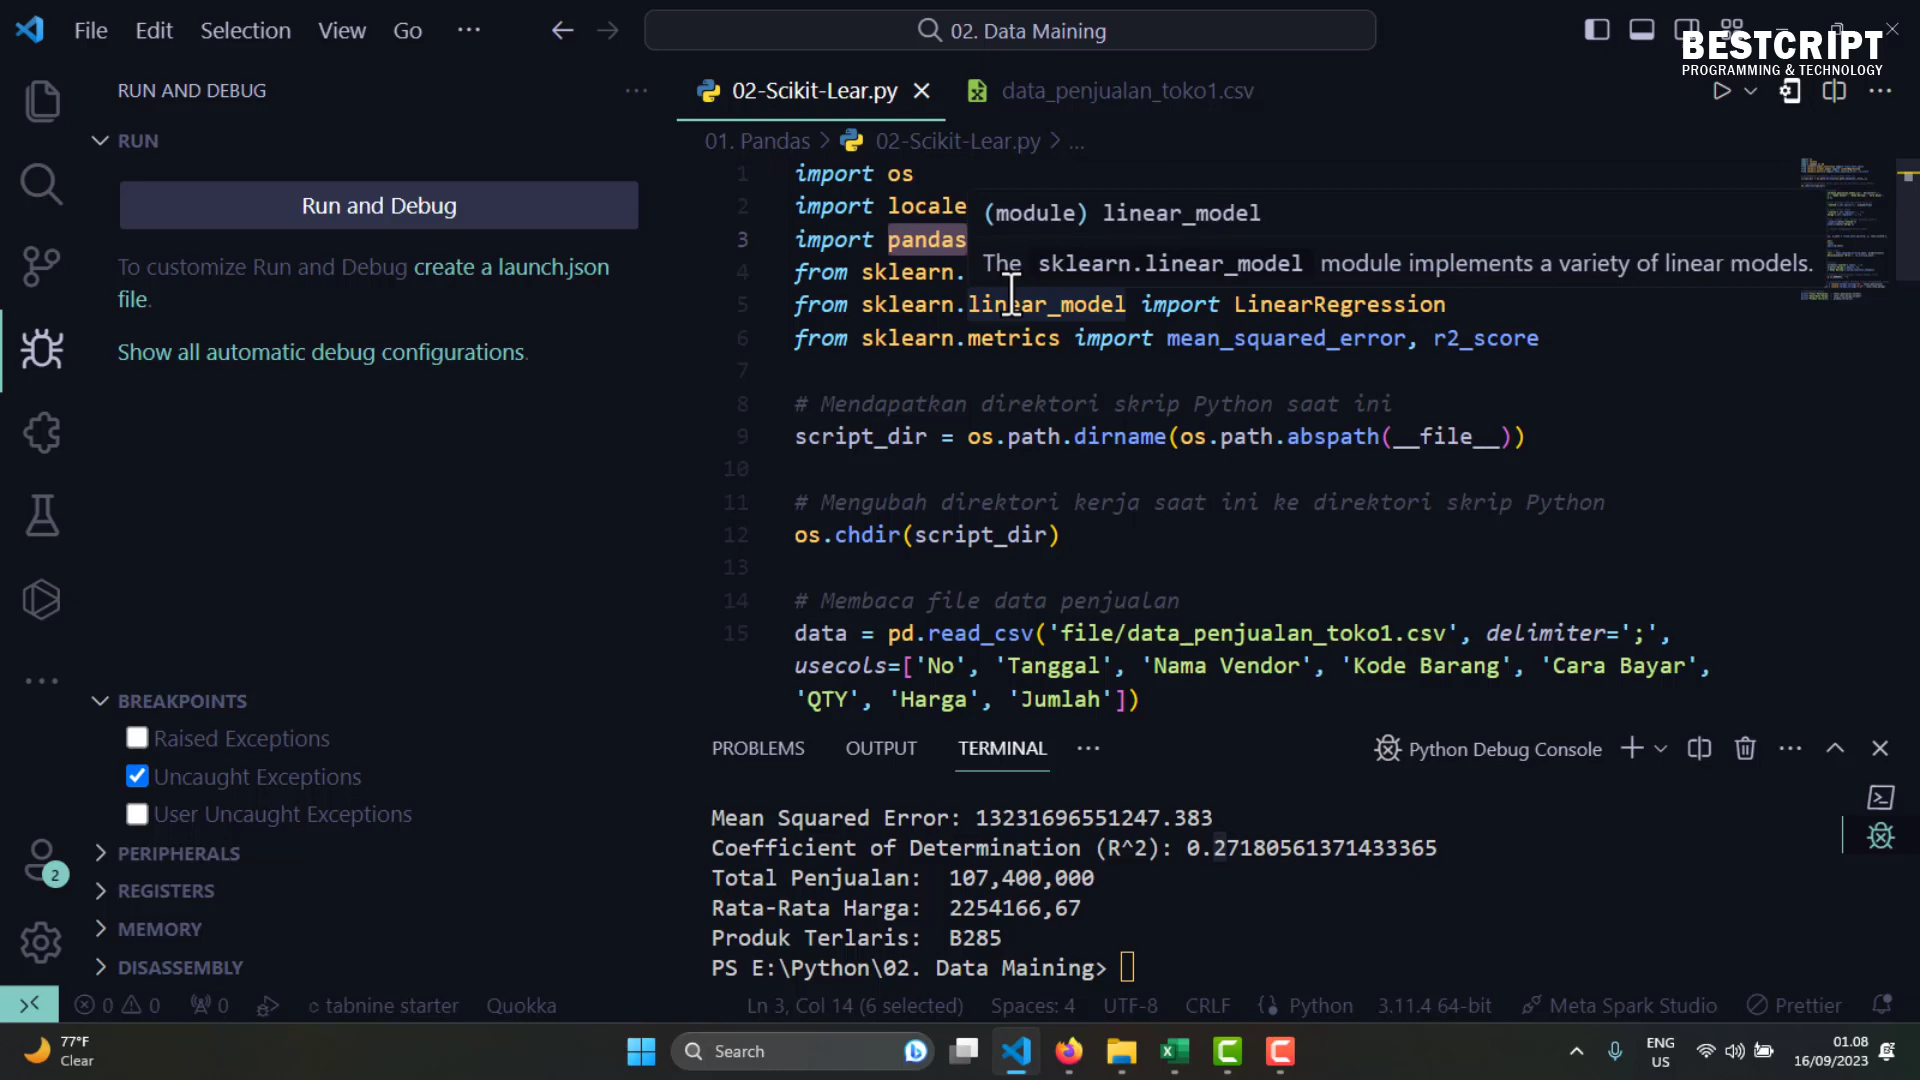 File Edit Selection View Go ··· 02. Data Maining
BESTCRIPT
PROGRAMMING & TECHNOLOGY
RUN AND DEBUG ···
RUN
Run and Debug
To customize Run and Debug create a launch.json
file.
Show all automatic debug configurations.
BREAKPOINTS
Raised Exceptions
Uncaught Exceptions
User Uncaught Exceptions
PERIPHERALS
REGISTERS
MEMORY
DISASSEMBLY
2
02-Scikit-Lear.py data_penjualan_toko1.csv
01. Pandas > 02-Scikit-Lear.py > ...
1 import os
2 import locale
(module) linear_model
3 import pandas
The sklearn.linear_model module implements a variety of linear models.
4 from sklearn.
5 from sklearn.linear_model import LinearRegression
6 from sklearn.metrics import mean_squared_error, r2_score
7
8 # Mendapatkan direktori skrip Python saat ini
9 script_dir = os.path.dirname(os.path.abspath(__file__))
10
11 # Mengubah direktori kerja saat ini ke direktori skrip Python
12 os.chdir(script_dir)
13
14 # Membaca file data penjualan
15 data = pd.read_csv('file/data_penjualan_toko1.csv', delimiter=';',
usecols=['No', 'Tanggal', 'Nama Vendor', 'Kode Barang', 'Cara Bayar',
'QTY', 'Harga', 'Jumlah'])
PROBLEMS OUTPUT TERMINAL ··· Python Debug Console
Mean Squared Error: 13231696551247.383
Coefficient of Determination (R^2): 0.27180561371433365
Total Penjualan: 107,400,000
Rata-Rata Harga: 2254166,67
Produk Terlaris: B285
PS E:\Python\02. Data Maining>
0 0 0 tabnine starter Quokka Ln 3, Col 14 (6 selected) Spaces: 4 UTF-8 CRLF Python 3.11.4 64-bit Meta Spark Studio Prettier
77°F
Clear
Search
ENG
US
01.08
16/09/2023